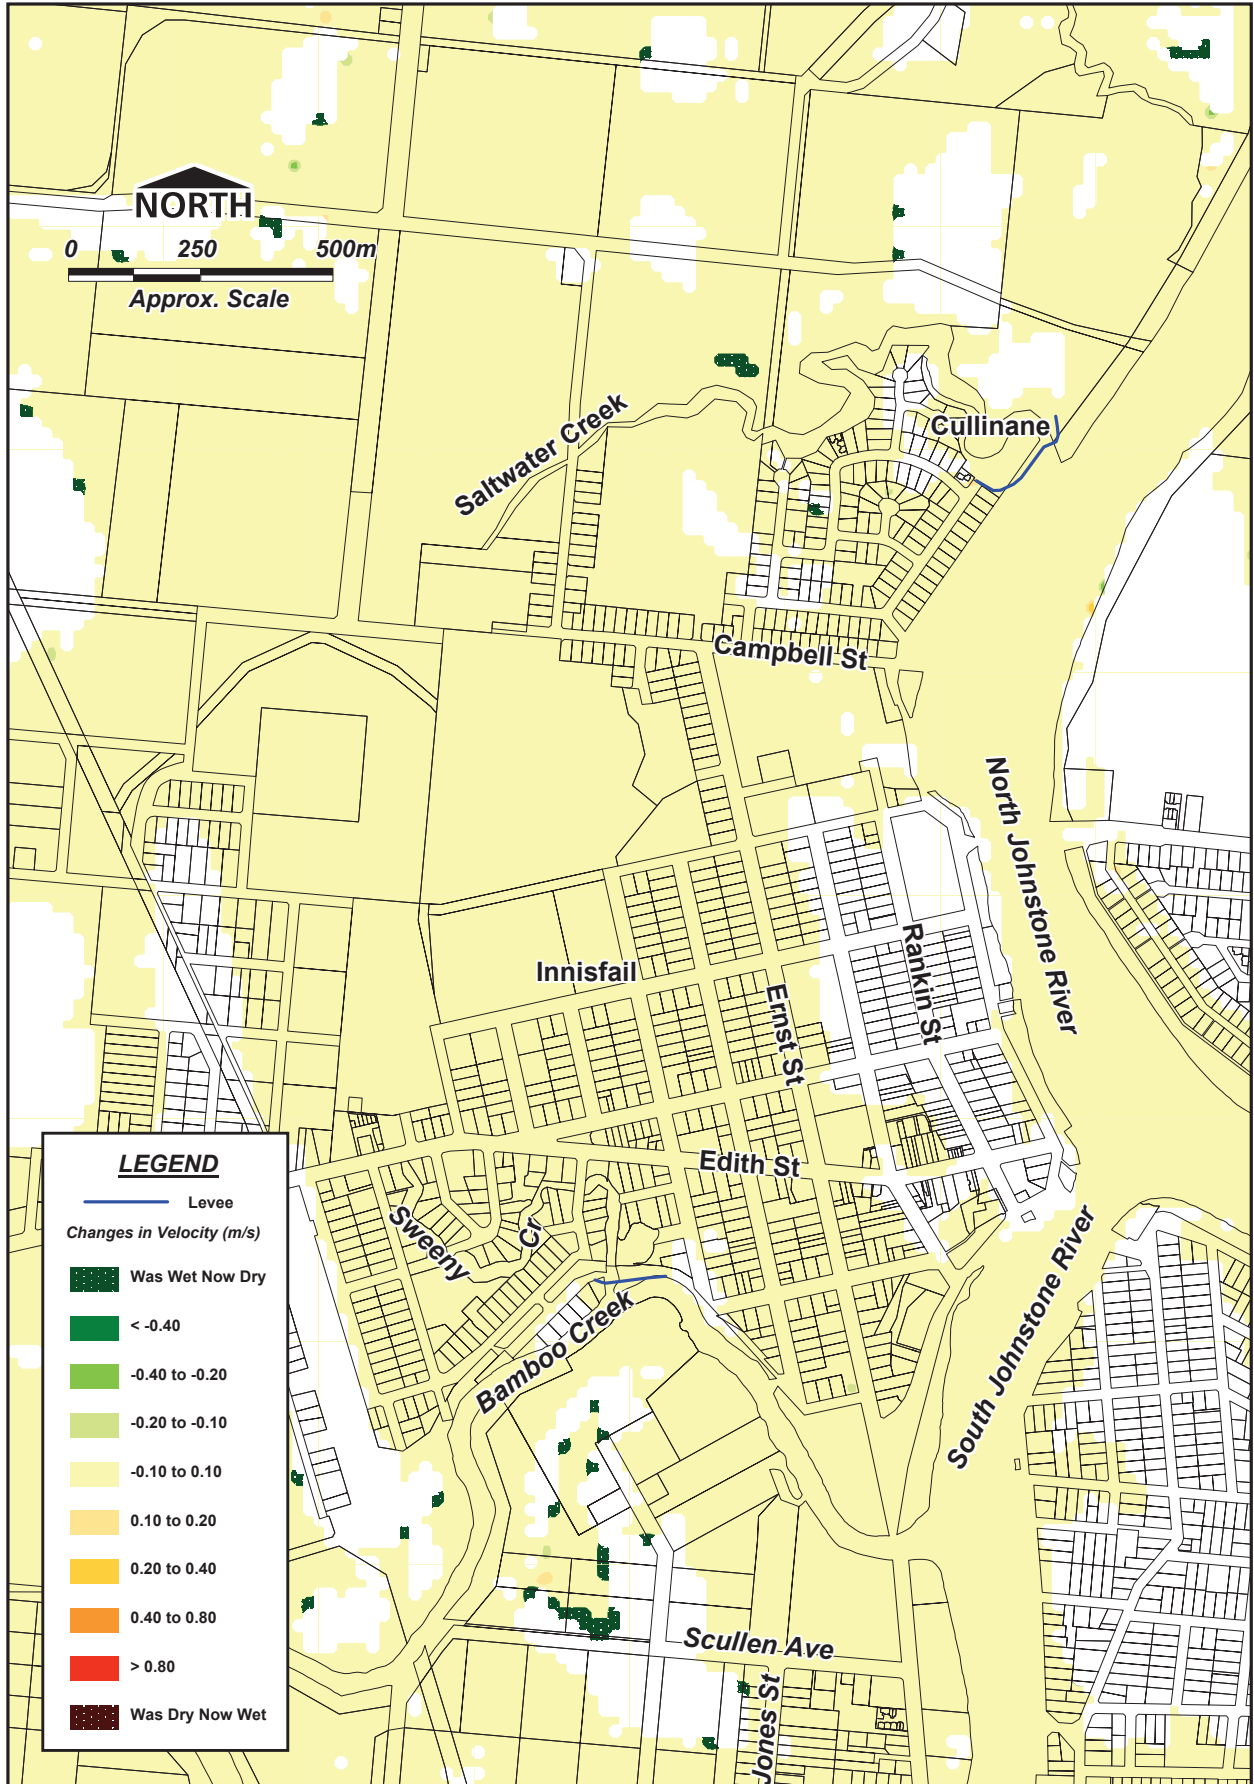 NORTH
0 250 500m
Approx. Scale
Saltwater Creek
Cullinane
Campbell St
North Johnstone River
Innisfail
Rankin St
Ernst St
Edith St
Sweeny Cr
Bamboo Creek
South Johnstone River
Scullen Ave
Jones St
LEGEND
Levee
Changes in Velocity (m/s)
Was Wet Now Dry
< -0.40
-0.40 to -0.20
-0.20 to -0.10
-0.10 to 0.10
0.10 to 0.20
0.20 to 0.40
0.40 to 0.80
> 0.80
Was Dry Now Wet